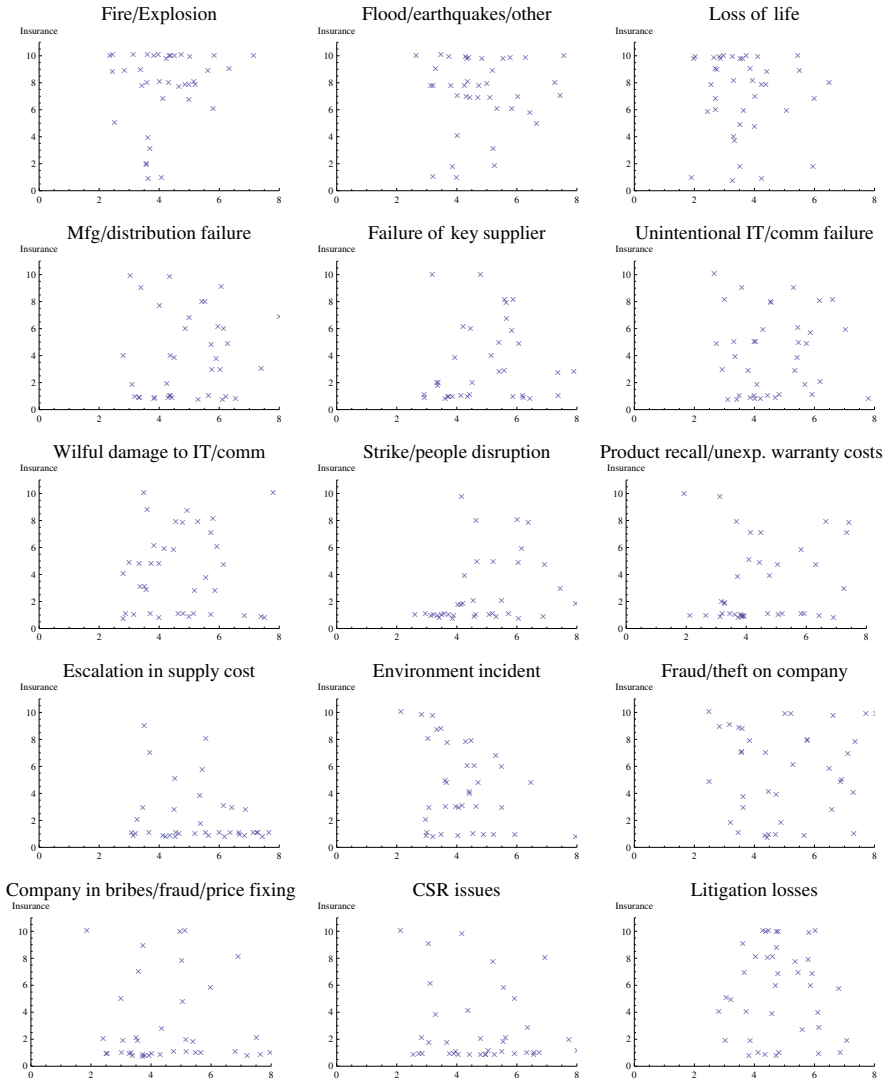 Fire/Explosion Flood/earthquakes/other Loss of life
Insurance Insurance Insurance
10 10 10
8 8 8
6 6 6
4 4 4
2 2 2
0 0 0
0 2 4 6 8 0 2 4 6 8 0 2 4 6 8
Mfg/distribution failure Failure of key supplier Unintentional IT/comm failure
Insurance Insurance Insurance
10 10 10
8 8 8
6 6 6
4 4 4
2 2 2
0 0 0
0 2 4 6 8 0 2 4 6 8 0 2 4 6 8
Wilful damage to IT/comm Strike/people disruption Product recall/unexp. warranty costs
Insurance Insurance Insurance
10 10 10
8 8 8
6 6 6
4 4 4
2 2 2
0 0 0
0 2 4 6 8 0 2 4 6 8 0 2 4 6 8
Escalation in supply cost Environment incident Fraud/theft on company
Insurance Insurance Insurance
10 10 10
8 8 8
6 6 6
4 4 4
2 2 2
0 0 0
0 2 4 6 8 0 2 4 6 8 0 2 4 6 8
Company in bribes/fraud/price fixing CSR issues Litigation losses
Insurance Insurance Insurance
10 10 10
8 8 8
6 6 6
4 4 4
2 2 2
0 0 0
0 2 4 6 8 0 2 4 6 8 0 2 4 6 8